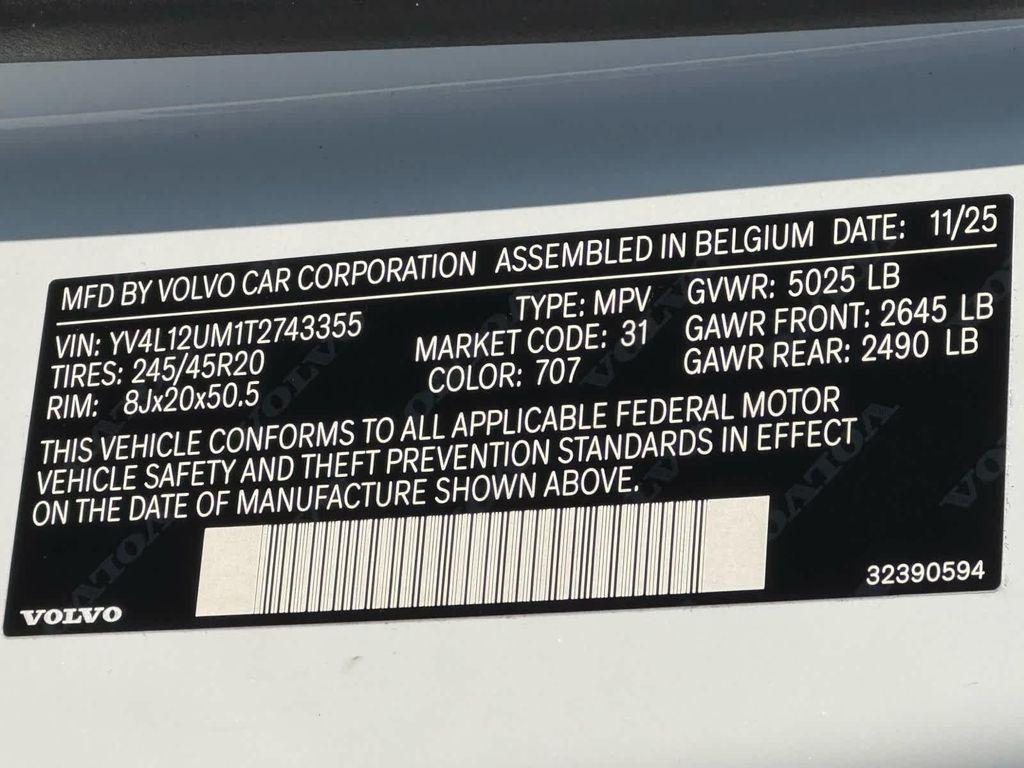 MFD BY VOLVO CAR CORPORATION ASSEMBLED IN BELGIUM DATE: 11/25
VIN: YV4L12UM1T2743355 TYPE: MPV GVWR: 5025 LB
TIRES: 245/45R20 MARKET CODE: 31 GAWR FRONT: 2645 LB
RIM: 8Jx20x50.5 COLOR: 707 GAWR REAR: 2490 LB
THIS VEHICLE CONFORMS TO ALL APPLICABLE FEDERAL MOTOR
VEHICLE SAFETY AND THEFT PREVENTION STANDARDS IN EFFECT
ON THE DATE OF MANUFACTURE SHOWN ABOVE.
VOLVO 32390594